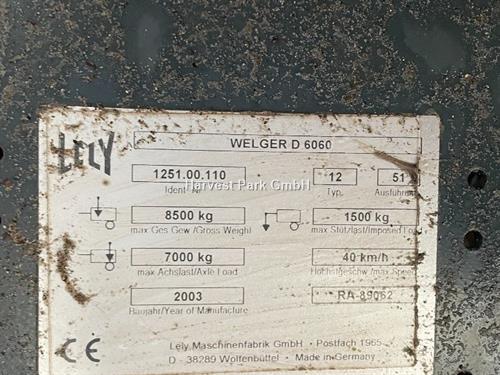 LELY
WELGER D 6060
1251.00.110 12 51
Ident- Nr Typ. Ausführung
Harvest Park GmbH
8500 kg 1500 kg
max Ges Gew /Gross Weight max Stüt/last/Imposed Load
7000 kg 40 km/h
max Achslast/Axle Load Höchstgeschw /max Speed
2003 RA-89062
Baujahr/Year of Manufacture
CE Lely Maschinenfabrik GmbH · Postfach 1965
D - 38289 Wolfenbüttel · Made in Germany